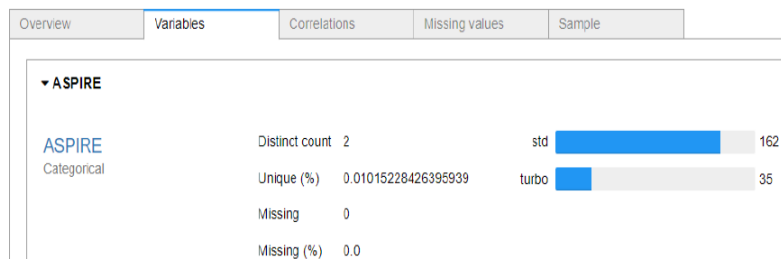 Overview Variables Correlations Missing values Sample
ASPIRE
ASPIRE
Categorical
Distinct count 2
Unique (%) 0.01015228426395939
Missing 0
Missing (%) 0.0
std 162
turbo 35